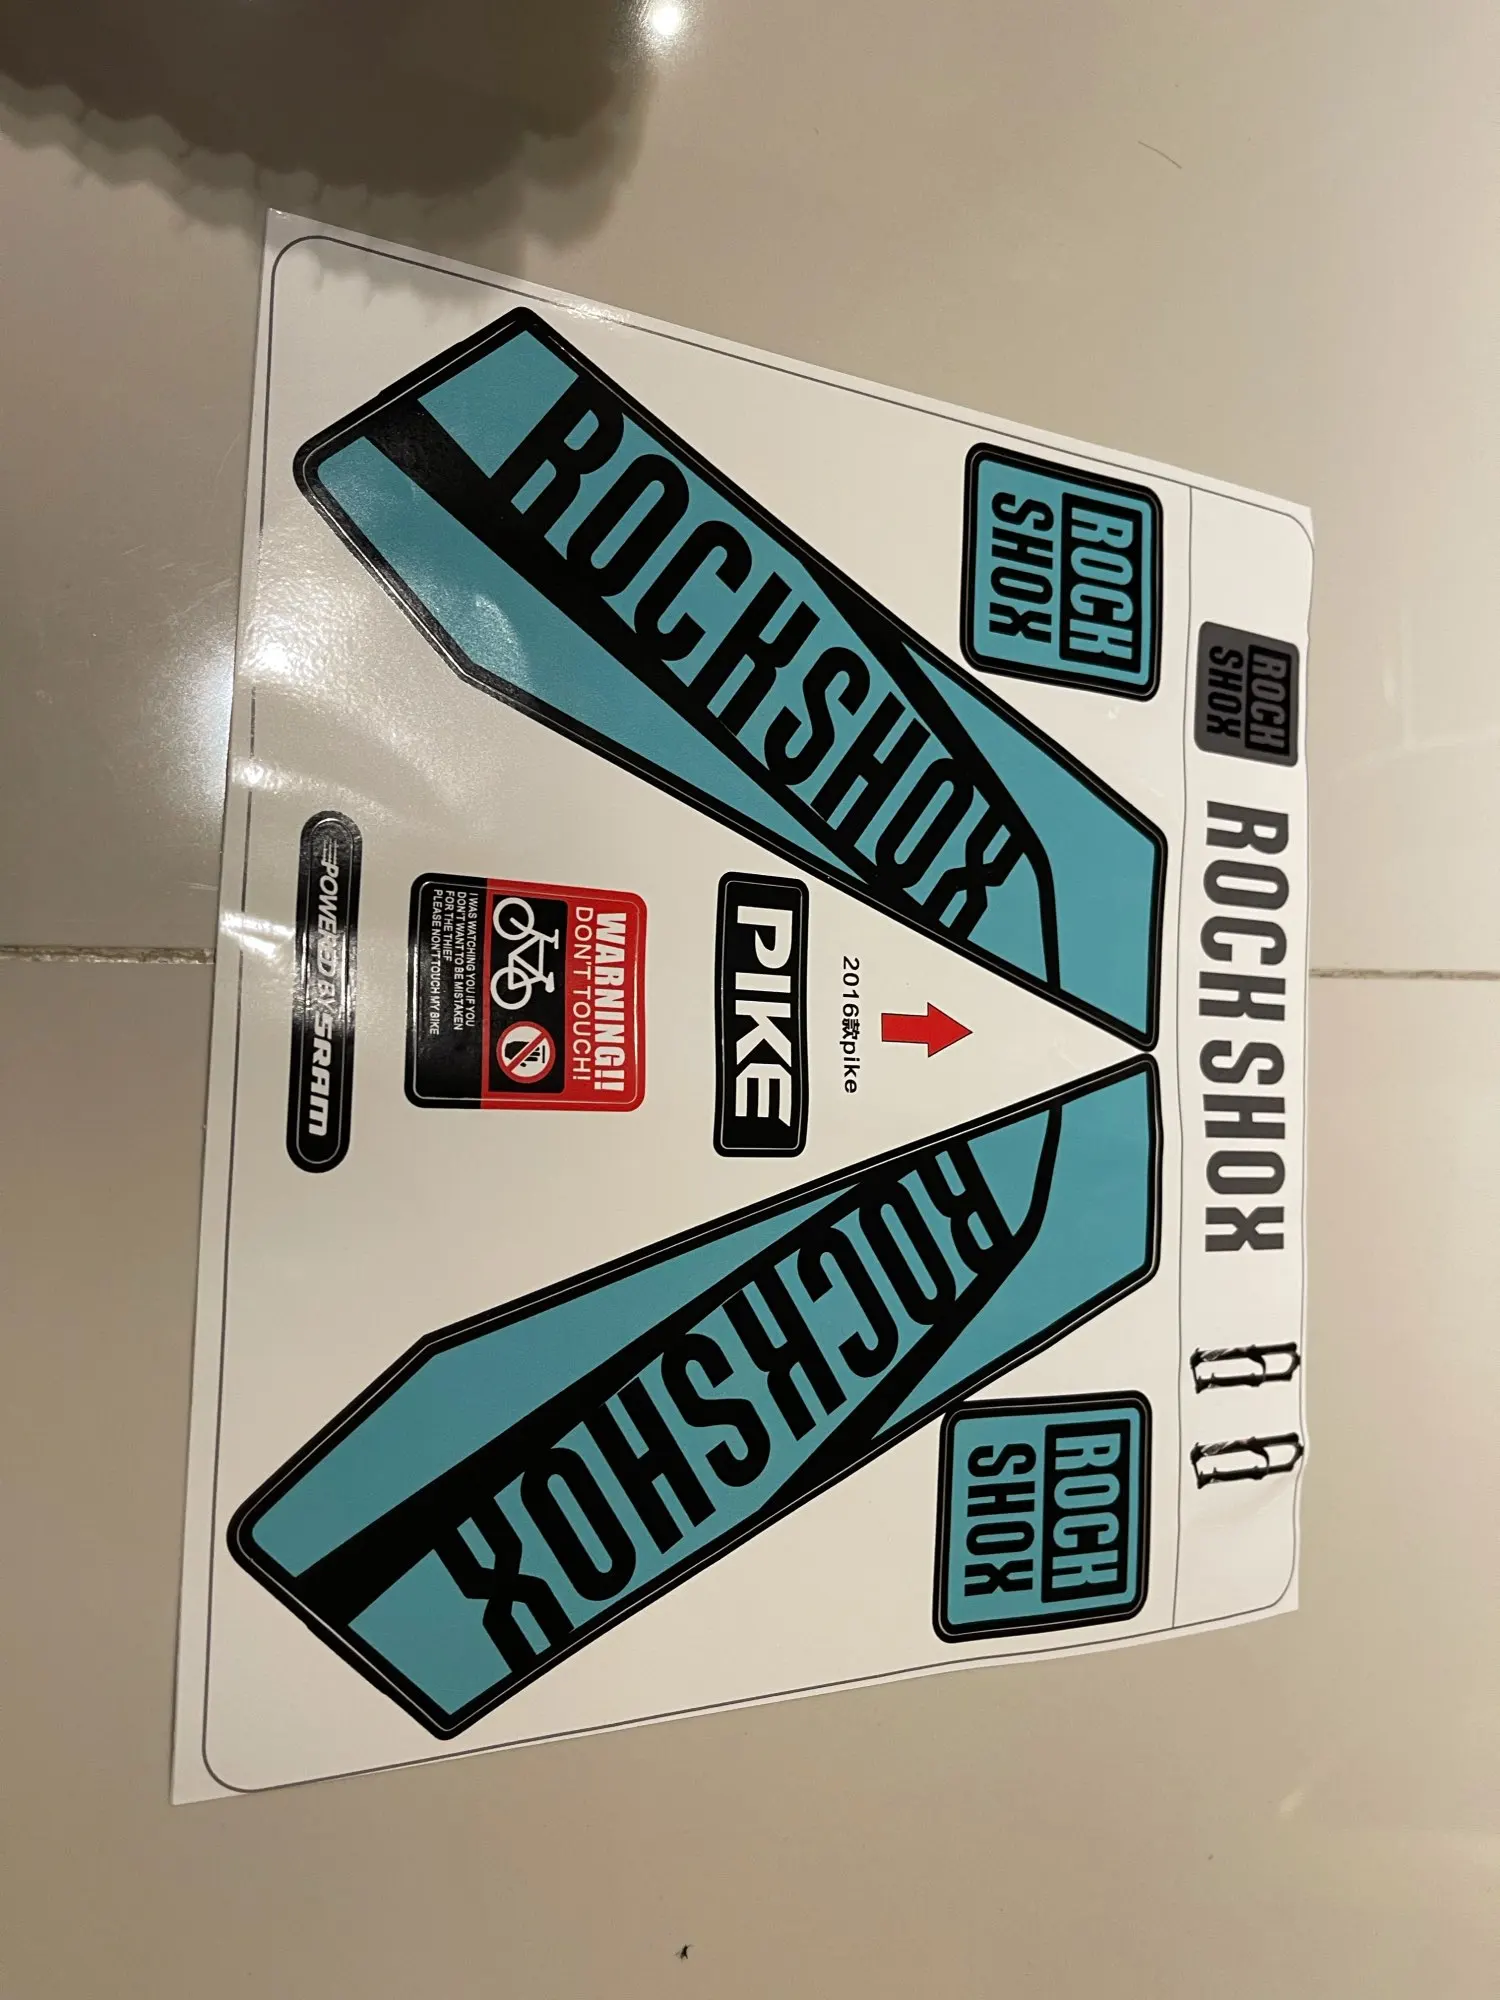 ROCK
SHOX
ROCK SHOX
ROCK
SHOX
ROCK
SHOX
ROCKSHOX
ROCKSHOX
2016款pike
PIKE
WARNING!!
DON'T TOUCH!
I WAS WATCHING YOU IF YOU
DON'T WANT TO BE MISTAKEN
FOR THE THIEF
PLEASE NON'T TOUCH MY BIKE
POWERED BY SRAM